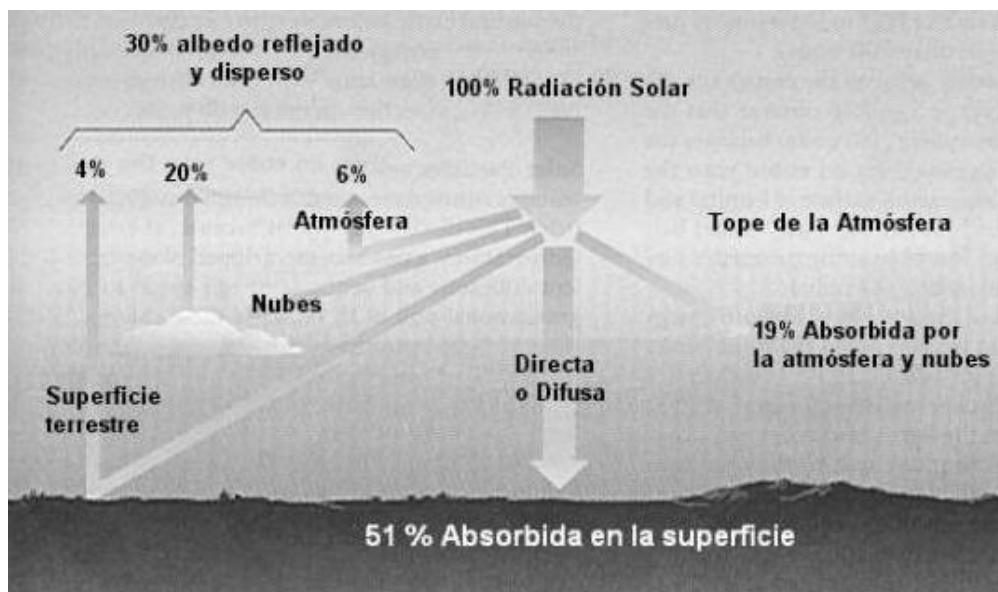 30% albedo reflejado
y disperso
100% Radiación Solar
4%
20%
6%
Atmósfera
Tope de la Atmósfera
Nubes
19% Absorbida por
la atmósfera y nubes
Directa
o Difusa
Superficie
terrestre
51 % Absorbida en la superficie